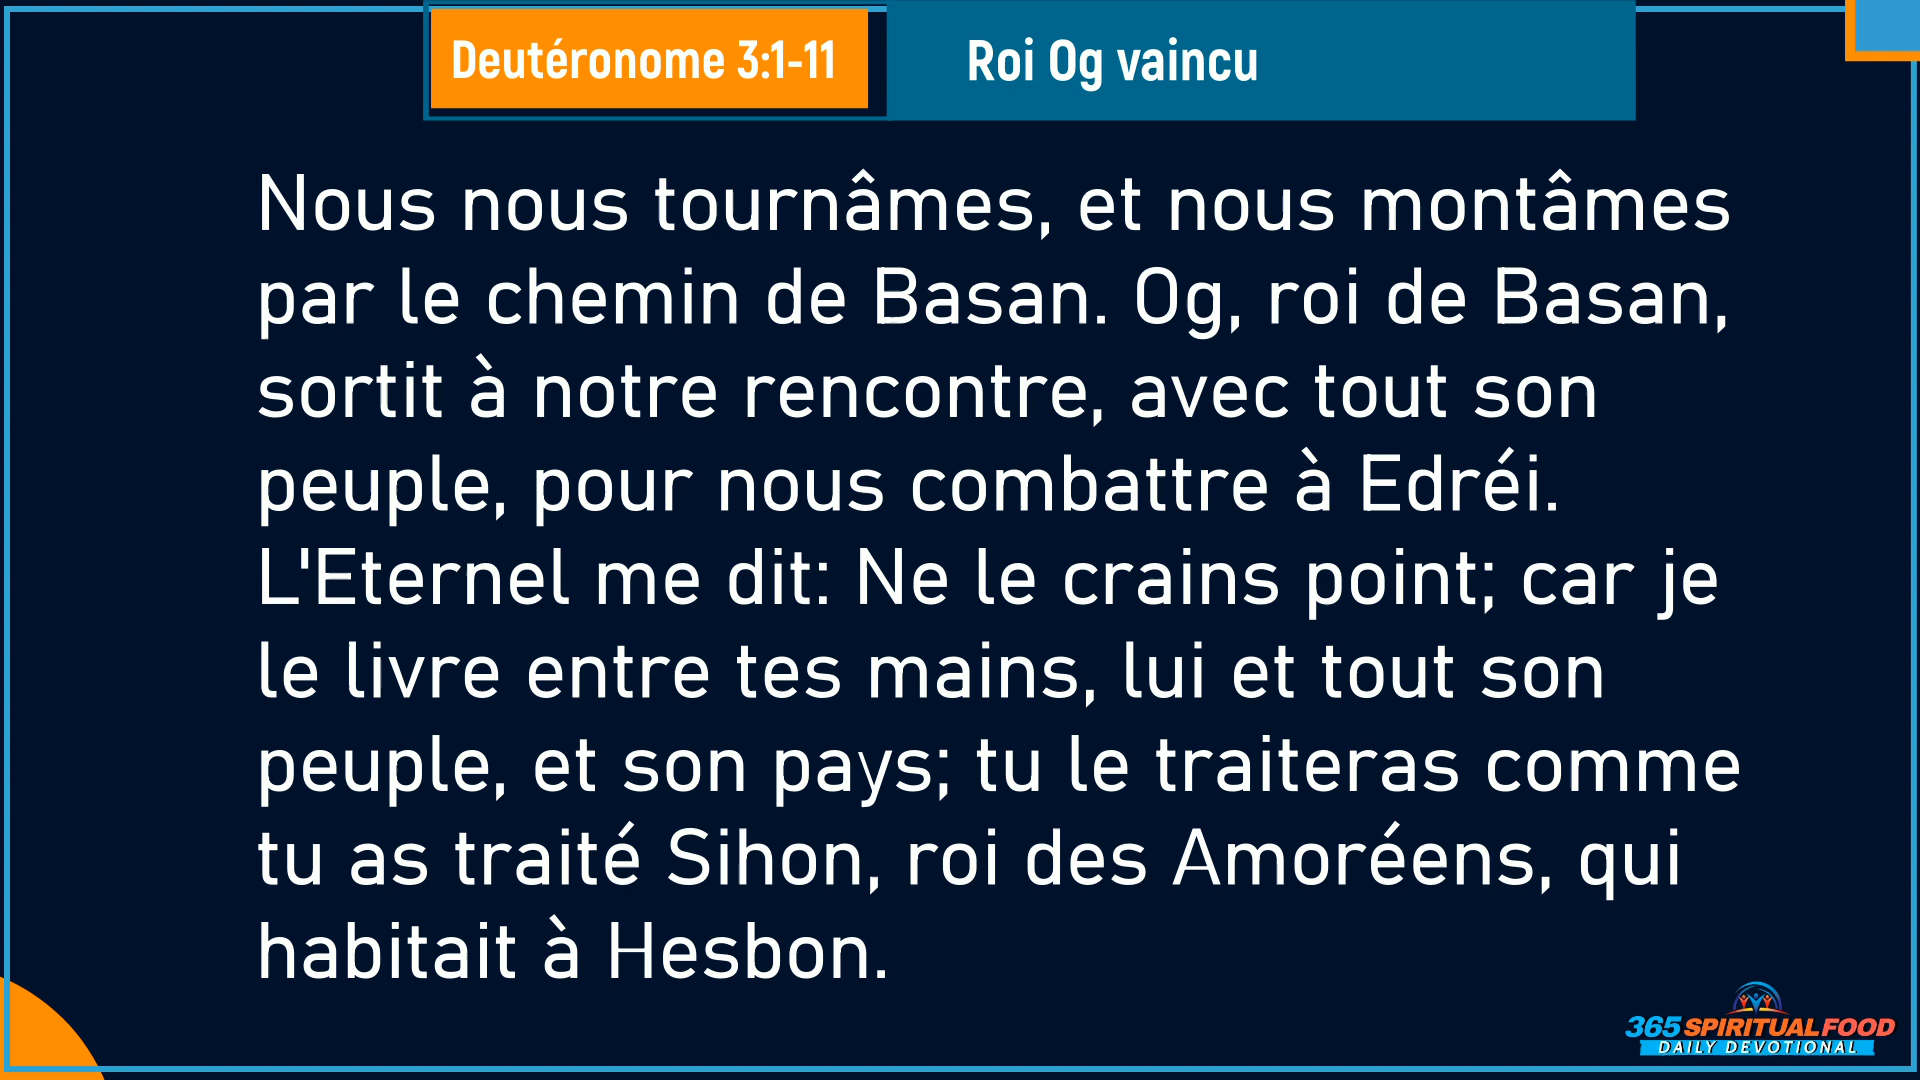 Deutéronome 3:1-11
Roi Og vaincu
Nous nous tournâmes, et nous montâmes
par le chemin de Basan. Og, roi de Basan,
sortit à notre rencontre, avec tout son
peuple, pour nous combattre à Edréi.
L'Eternel me dit: Ne le crains point; car je
le livre entre tes mains, lui et tout son
peuple, et son pays; tu le traiteras comme
tu as traité Sihon, roi des Amoréens, qui
habitait à Hesbon.
365 SPIRITUAL FOOD
DAILY DEVOTIONAL